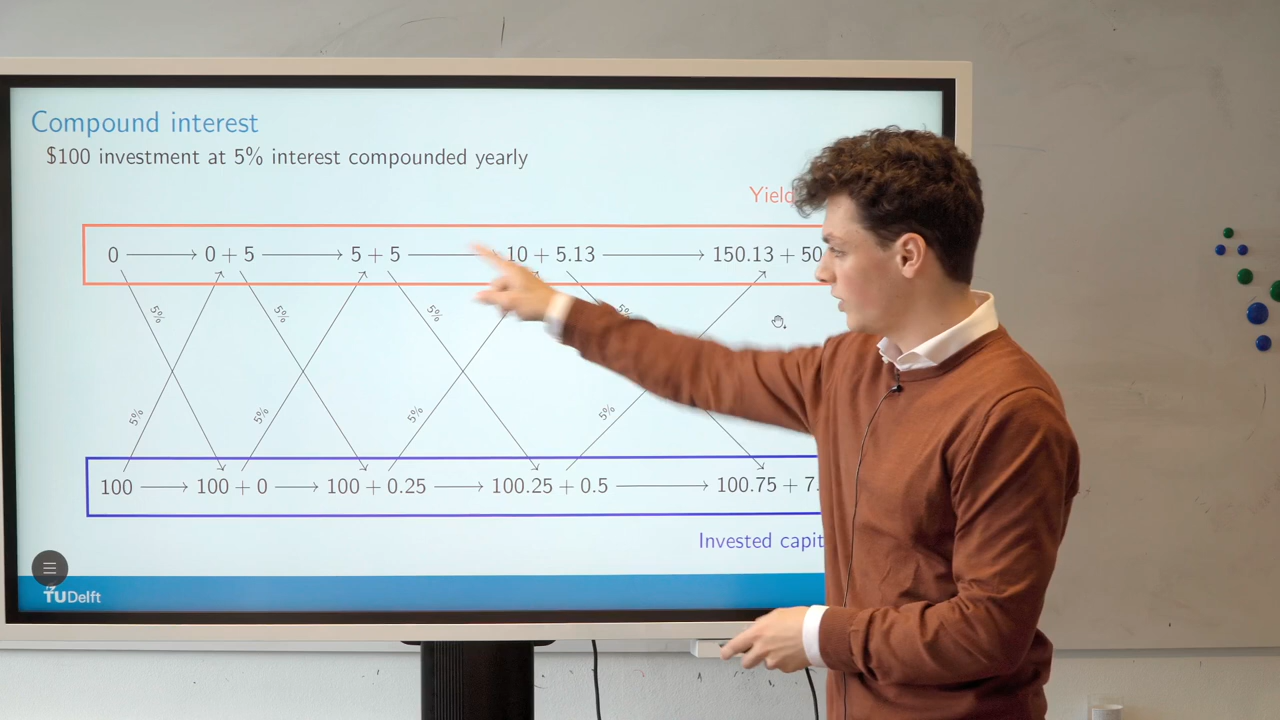 Compound interest
$100 investment at 5% interest compounded yearly
Yield
0 → 0 + 5 → 5 + 5 → 10 + 5.13 → 150.13 + 50
5% 5% 5% 5%
5% 5% 5% 5%
100 → 100 + 0 → 100 + 0.25 → 100.25 + 0.5 → 100.75 + 7.
Invested capit
TUDelft